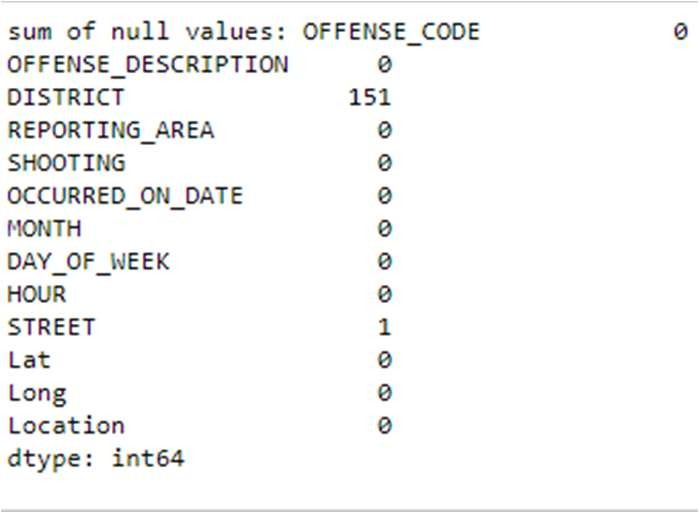 sum of null values: OFFENSE_CODE 0
OFFENSE_DESCRIPTION 0
DISTRICT 151
REPORTING_AREA 0
SHOOTING 0
OCCURRED_ON_DATE 0
MONTH 0
DAY_OF_WEEK 0
HOUR 0
STREET 1
Lat 0
Long 0
Location 0
dtype: int64